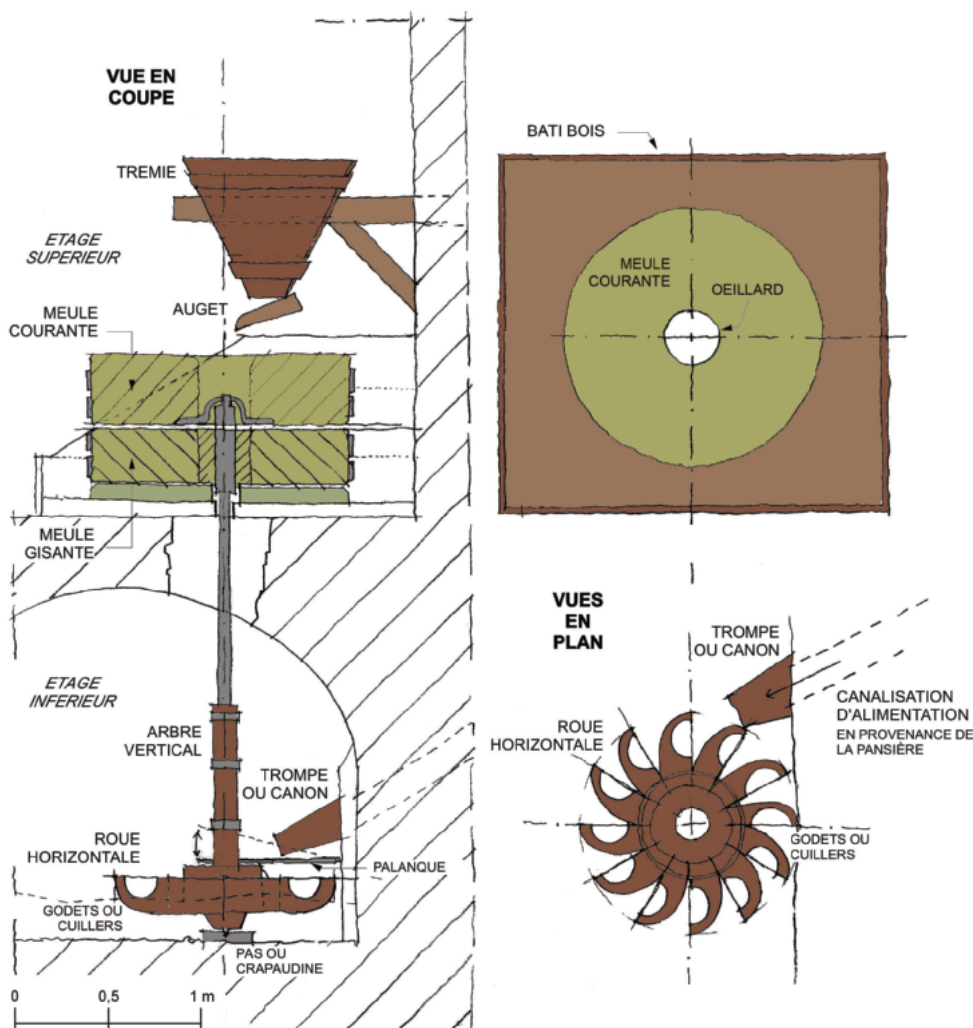 VUE EN
COUPE
TREMIE
ETAGE
SUPERIEUR
AUGET
MEULE
COURANTE
MEULE
GISANTE
ETAGE
INFERIEUR
ARBRE
VERTICAL
TROMPE
OU CANON
ROUE
HORIZONTALE
PALANQUE
GODETS OU
CUILLERS
PAS OU
CRAPAUDINE
0 0,5 1 m
BATI BOIS
MEULE
COURANTE
OEILLARD
VUES
EN
PLAN
TROMPE
OU CANON
CANALISATION
D'ALIMENTATION
EN PROVENANCE DE
LA PANSIÈRE
ROUE
HORIZONTALE
GODETS OU
CUILLERS